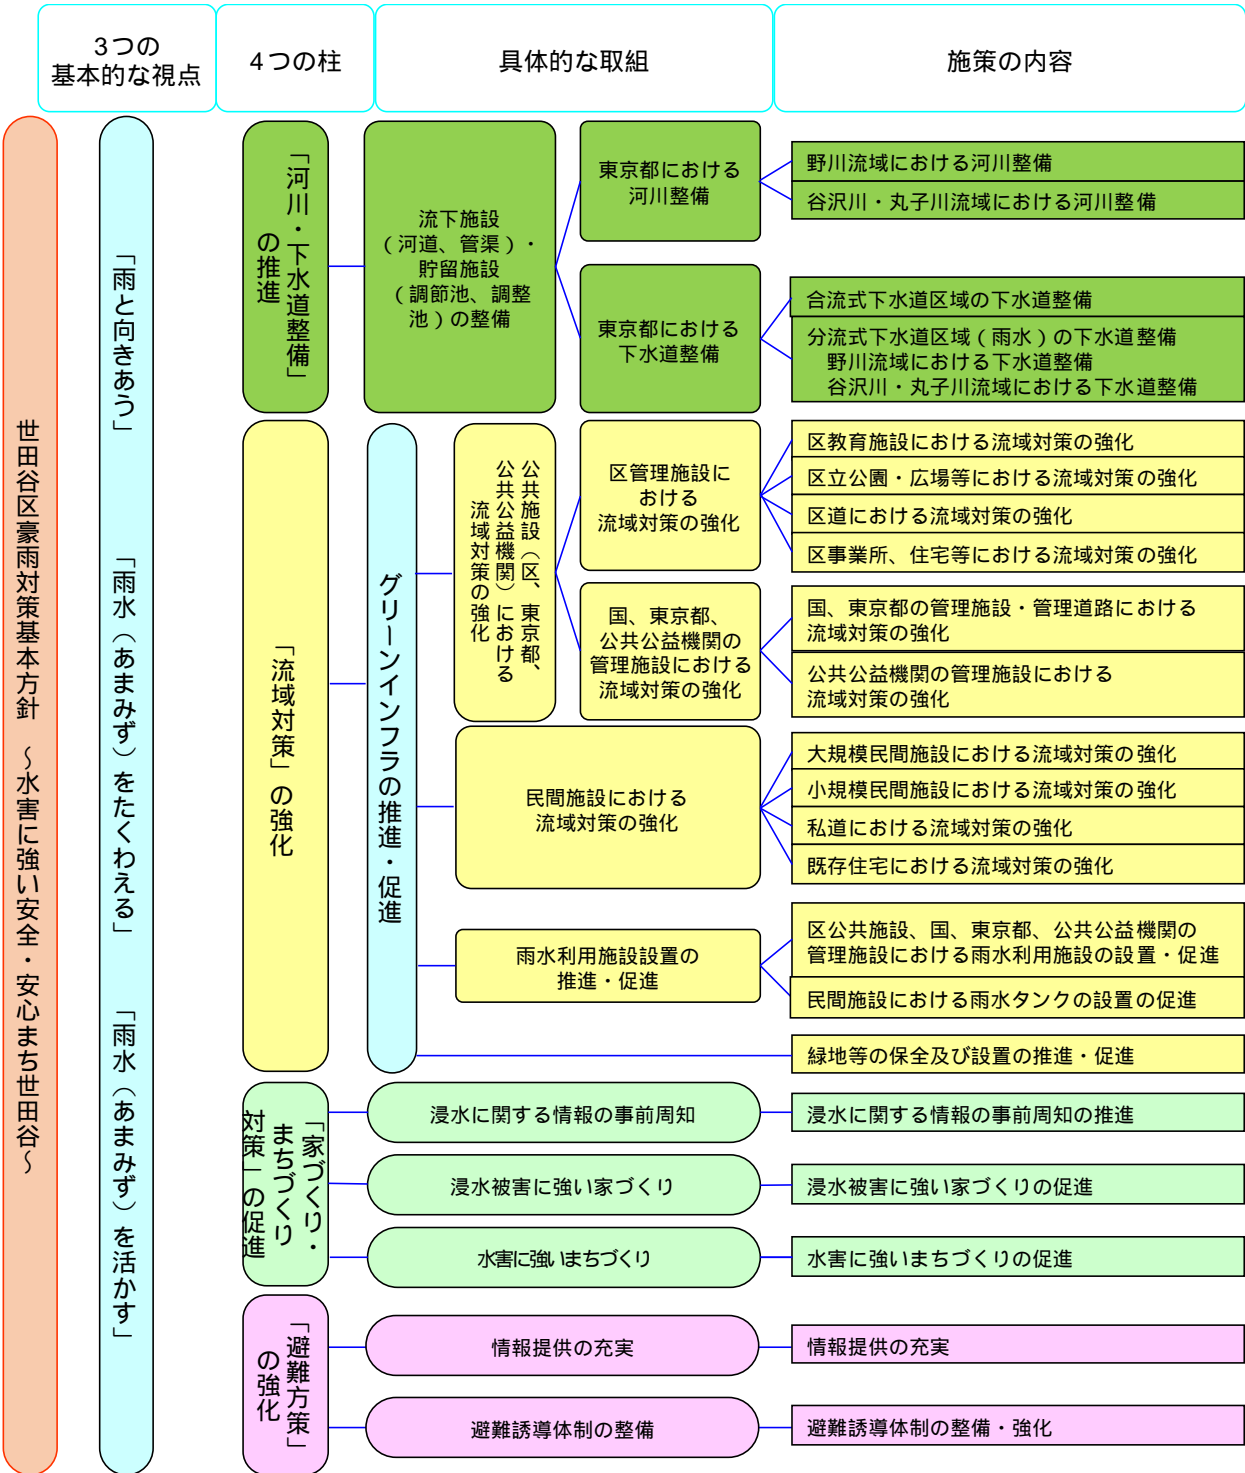 3つの
基本的な視点
4つの柱
具体的な取組
施策の内容
世田谷区豪雨対策基本方針　～水害に強い安全・安心まち世田谷～
「雨と向きあう」
「雨水（あまみず）をたくわえる」
「雨水（あまみず）を活かす」
「河川・下水道整備」
の推進
流下施設
（河道、管渠）・
貯留施設
（調節池、調整
池）の整備
東京都における
河川整備
野川流域における河川整備
谷沢川・丸子川流域における河川整備
東京都における
下水道整備
合流式下水道区域の下水道整備
分流式下水道区域（雨水）の下水道整備
野川流域における下水道整備
谷沢川・丸子川流域における下水道整備
「流域対策」の強化
グリーンインフラの推進・促進
公共施設（区、東京都、
公共公益機関）における
流域対策の強化
区管理施設に
おける
流域対策の強化
区教育施設における流域対策の強化
区立公園・広場等における流域対策の強化
区道における流域対策の強化
区事業所、住宅等における流域対策の強化
国、東京都、
公共公益機関の
管理施設における
流域対策の強化
国、東京都の管理施設・管理道路における
流域対策の強化
公共公益機関の管理施設における
流域対策の強化
民間施設における
流域対策の強化
大規模民間施設における流域対策の強化
小規模民間施設における流域対策の強化
私道における流域対策の強化
既存住宅における流域対策の強化
雨水利用施設設置の
推進・促進
区公共施設、国、東京都、公共公益機関の
管理施設における雨水利用施設の設置・促進
民間施設における雨水タンクの設置の促進
緑地等の保全及び設置の推進・促進
「家づくり・
まちづくり
対策」の促進
浸水に関する情報の事前周知
浸水に関する情報の事前周知の推進
浸水被害に強い家づくり
浸水被害に強い家づくりの促進
水害に強いまちづくり
水害に強いまちづくりの促進
「避難方策」
の強化
情報提供の充実
情報提供の充実
避難誘導体制の整備
避難誘導体制の整備・強化